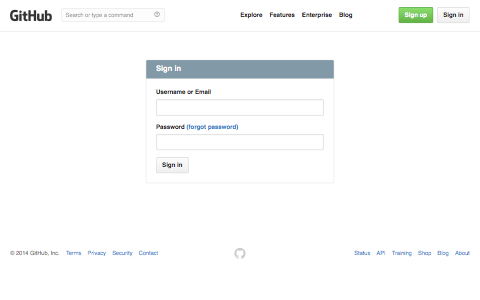 GitHub Search or type a command Explore Features Enterprise Blog Sign up Sign in
Sign in
Username or Email
Password (forgot password)
Sign in
© 2014 GitHub, Inc. Terms Privacy Security Contact Status API Training Shop Blog About